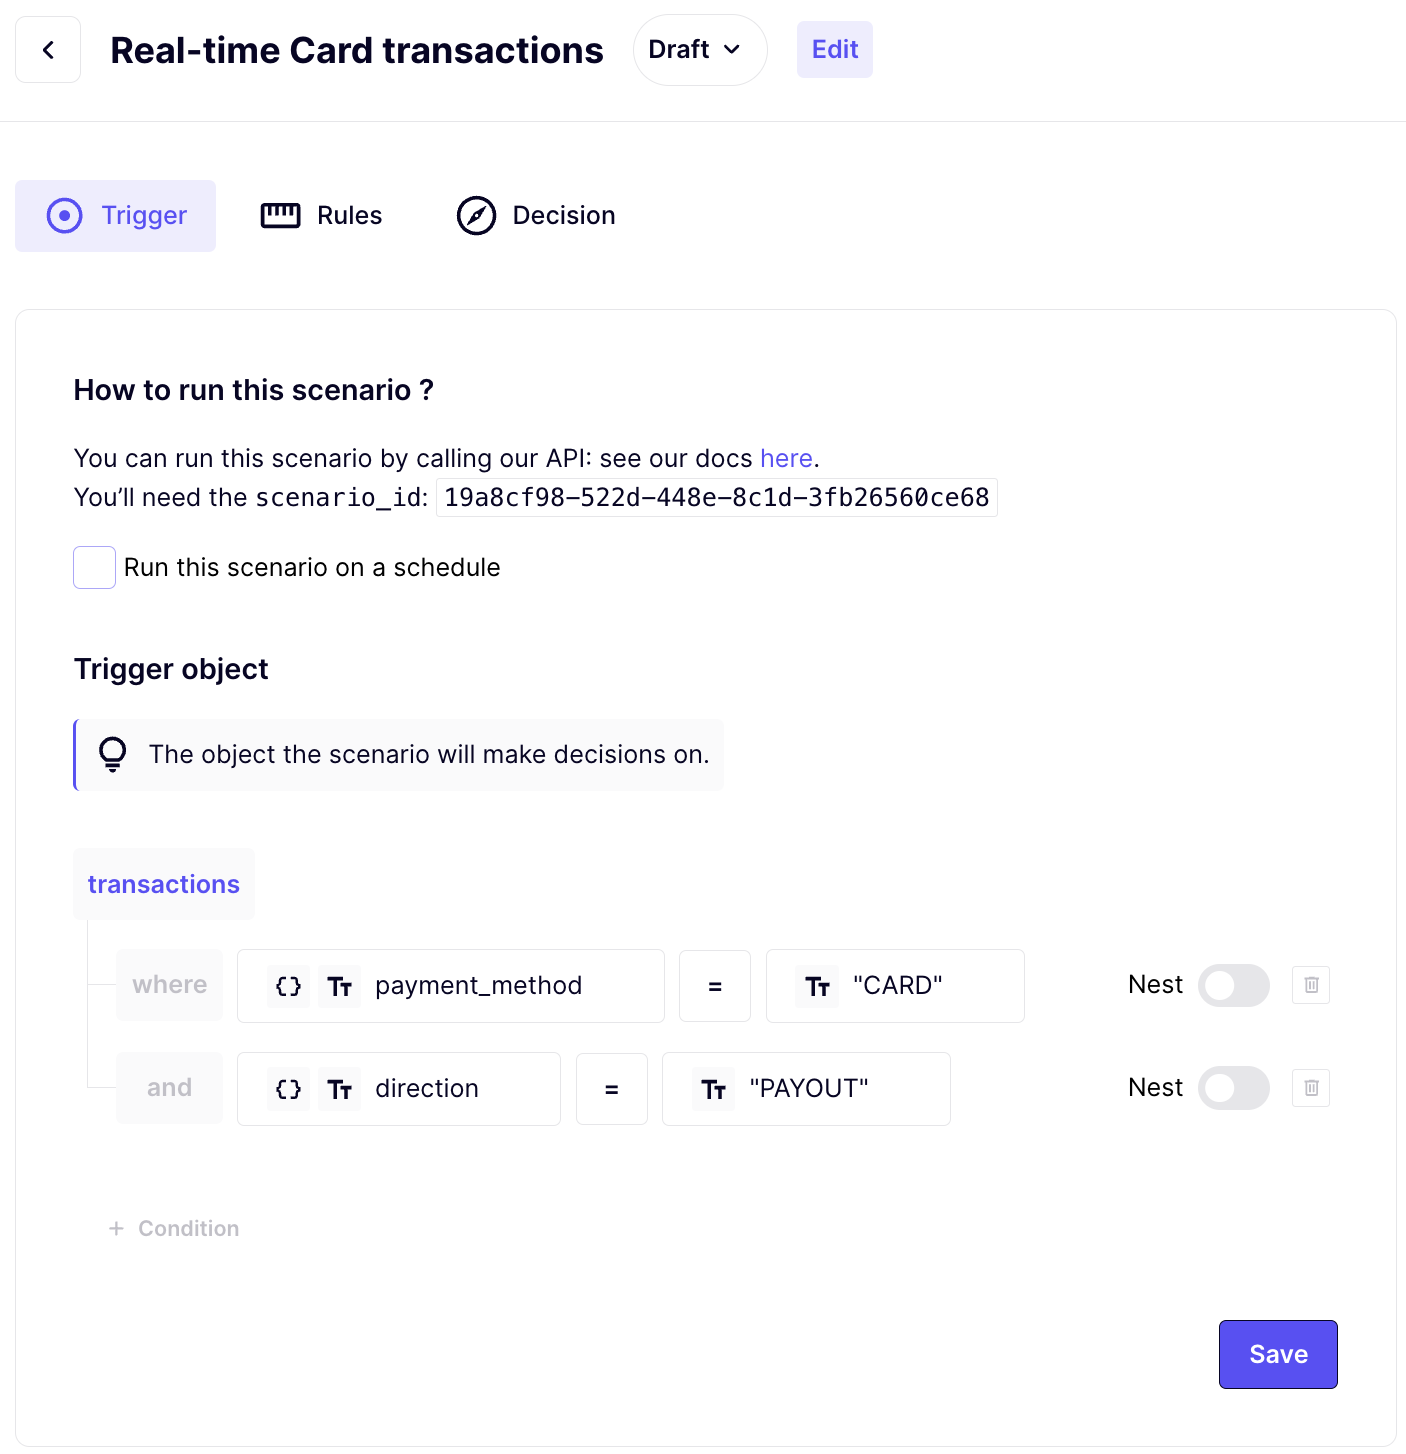 Real-time Card transactions Draft Edit
Trigger Rules Decision
How to run this scenario ?
You can run this scenario by calling our API: see our docs here.
You’ll need the scenario_id: 19a8cf98-522d-448e-8c1d-3fb26560ce68
Run this scenario on a schedule
Trigger object
The object the scenario will make decisions on.
transactions
where {} Tт payment_method = Tт "CARD" Nest
and {} Tт direction = Tт "PAYOUT" Nest
+ Condition
Save